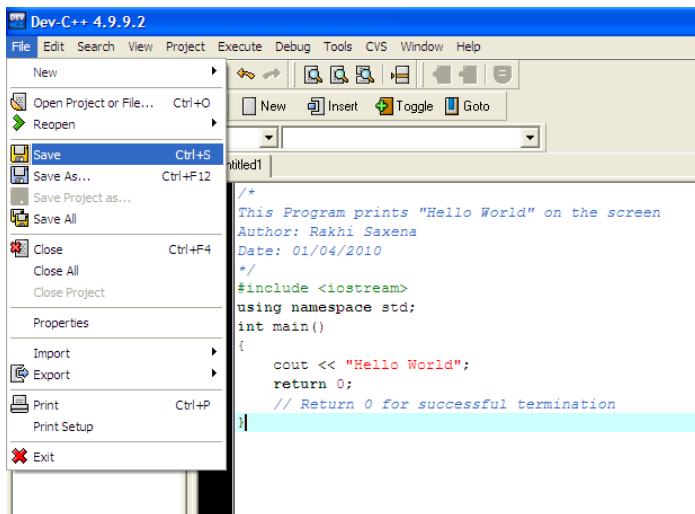 Dev-C++ 4.9.9.2
File Edit Search View Project Execute Debug Tools CVS Window Help
New
Open Project or File... Ctrl+O
Reopen
Save Ctrl+S
Save As... Ctrl+F12
Save Project as...
Save All
Close Ctrl+F4
Close All
Close Project
Properties
Import
Export
Print Ctrl+P
Print Setup
Exit
New Insert Toggle Goto
ntitled1
/*
This Program prints "Hello World" on the screen
Author: Rakhi Saxena
Date: 01/04/2010
*/
#include <iostream>
using namespace std;
int main()
{
cout << "Hello World";
return 0;
// Return 0 for successful termination
}